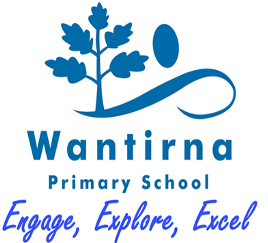 Wantirna
Primary School
Engage, Explore, Excel